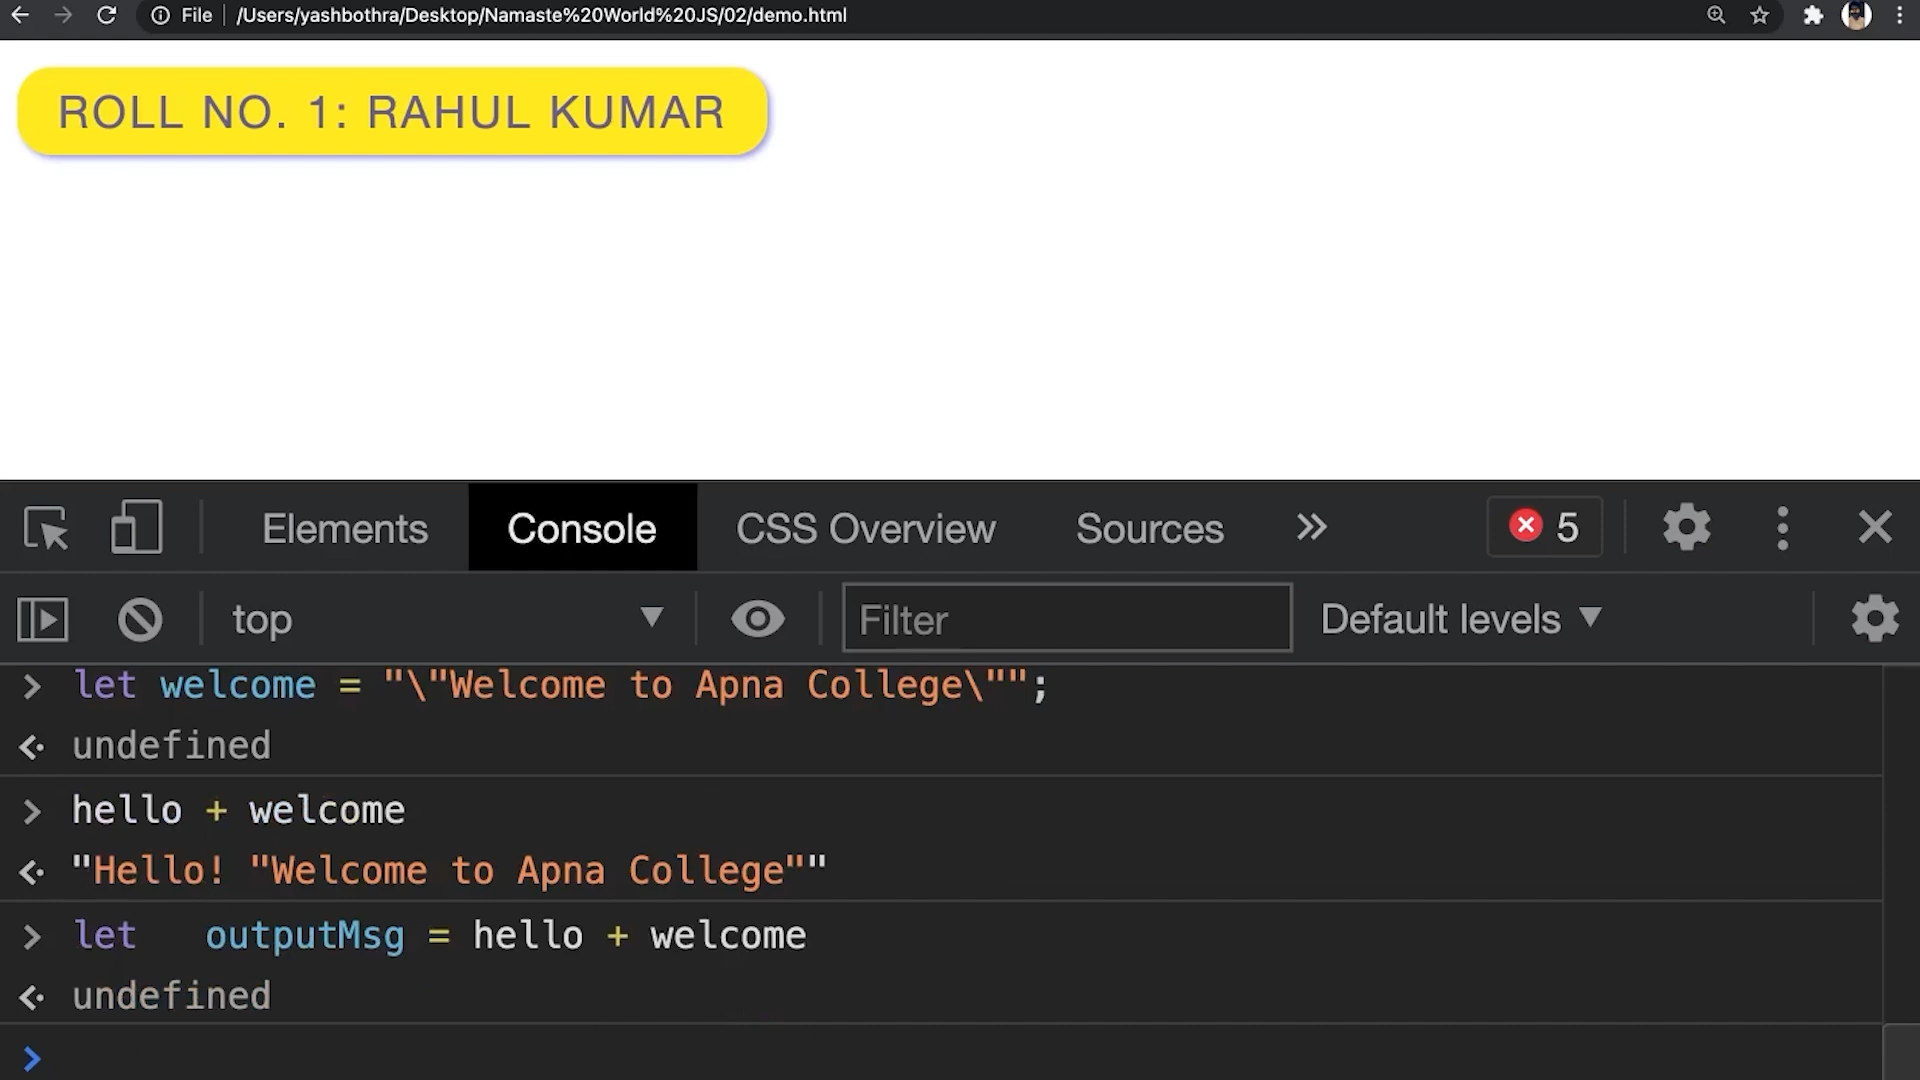 File /Users/yashbothra/Desktop/Namaste%20World%20JS/02/demo.html
ROLL NO. 1: RAHUL KUMAR
Elements Console CSS Overview Sources 5
top Filter Default levels
let welcome = "\"Welcome to Apna College\"";
undefined
hello + welcome
"Hello! "Welcome to Apna College""
let   outputMsg = hello + welcome
undefined